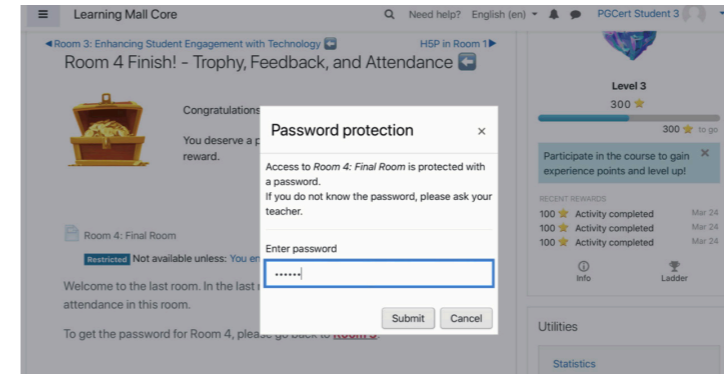 Learning Mall Core
Need help? English (en)
PGCert Student 3
Room 3: Enhancing Student Engagement with Technology
H5P in Room 1
Room 4 Finish! - Trophy, Feedback, and Attendance
Congratulations
You deserve a
reward.
Room 4: Final Room
Restricted Not available unless: You
Welcome to the last room. In the last
attendance in this room.
To get the password for Room 4, please go back to Room 3.
Password protection
×
Access to Room 4: Final Room is protected with
a password.
If you do not know the password, please ask your
teacher.
Enter password
••••••
Submit Cancel
Level 3
300
300 to go
Participate in the course to gain ×
experience points and level up!
RECENT REWARDS
100 Activity completed Mar 24
100 Activity completed Mar 24
100 Activity completed Mar 24
Info Ladder
Utilities
Statistics